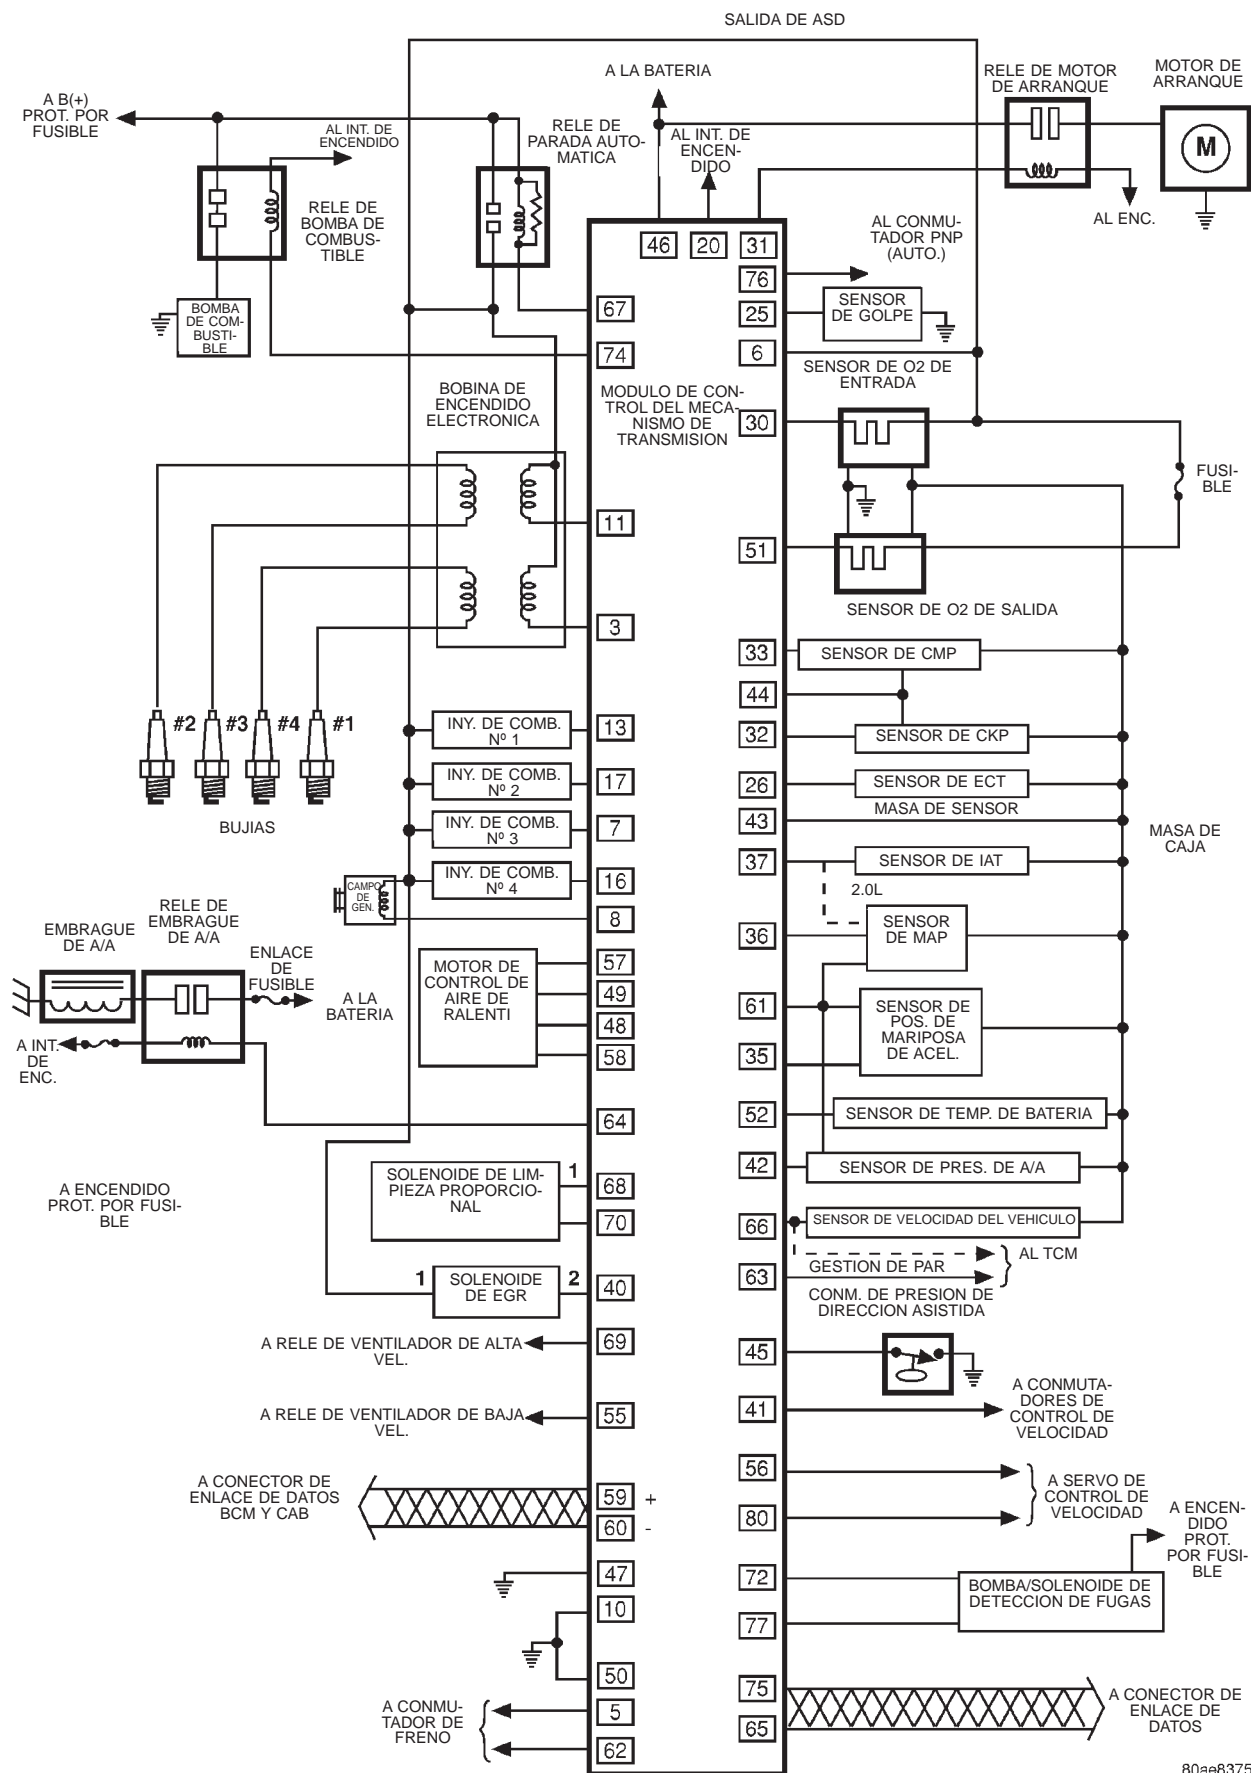 SALIDA DE ASD
A LA BATERIA
RELE DE MOTOR
DE ARRANQUE
MOTOR DE
ARRANQUE
M
A B(+)
PROT. POR
FUSIBLE
AL INT. DE
ENCENDIDO
RELE DE
PARADA AUTO-
MATICA
AL INT. DE
ENCEN-
DIDO
AL ENC.
RELE DE
BOMBA DE
COMBUS-
TIBLE
BOMBA
DE COM-
BUSTI-
BLE
46 20 31
AL CONMU-
TADOR PNP
(AUTO.)
76
67
25
SENSOR
DE GOLPE
74
6
SENSOR DE O2 DE
ENTRADA
BOBINA DE
ENCENDIDO
ELECTRONICA
MODULO DE CON-
TROL DEL MECA-
NISMO DE
TRANSMISION
30
FUSI-
BLE
11
51
SENSOR DE O2 DE SALIDA
3
33
SENSOR DE CMP
44
#2 #3 #4 #1
BUJIAS
INY. DE COMB.
Nº 1
13
32
SENSOR DE CKP
INY. DE COMB.
Nº 2
17
26
SENSOR DE ECT
MASA DE SENSOR
INY. DE COMB.
Nº 3
7
43
MASA DE
CAJA
37
SENSOR DE IAT
2.0L
CAMPO
DE
GEN.
INY. DE COMB.
Nº 4
16
8
36
SENSOR
DE MAP
EMBRAGUE
DE A/A
RELE DE
EMBRAGUE
DE A/A
ENLACE
DE
FUSIBLE
A LA
BATERIA
A INT.
DE
ENC.
MOTOR DE
CONTROL DE
AIRE DE
RALENTI
57
49
48
58
61
SENSOR DE
POS. DE
MARIPOSA
DE ACEL.
35
64
52
SENSOR DE TEMP. DE BATERIA
42
SENSOR DE PRES. DE A/A
A ENCENDIDO
PROT. POR FUSI-
BLE
SOLENOIDE DE LIM-
PIEZA PROPORCIO-
NAL
1
68
70
66
SENSOR DE VELOCIDAD DEL VEHICULO
AL TCM
GESTION DE PAR
63
CONM. DE PRESION DE
DIRECCION ASISTIDA
1
SOLENOIDE
DE EGR
2
40
A RELE DE VENTILADOR DE ALTA
VEL.
69
45
A RELE DE VENTILADOR DE BAJA
VEL.
55
41
A CONMUTA-
DORES DE
CONTROL DE
VELOCIDAD
A CONECTOR DE
ENLACE DE DATOS
BCM Y CAB
59 +
60 -
56
80
A SERVO DE
CONTROL DE
VELOCIDAD
A ENCEN-
DIDO
PROT.
POR FUSI-
BLE
47
10
50
72
77
BOMBA/SOLENOIDE DE
DETECCION DE FUGAS
A CONMU-
TADOR DE
FRENO
5
62
75
65
A CONECTOR DE
ENLACE DE
DATOS
80ae8375